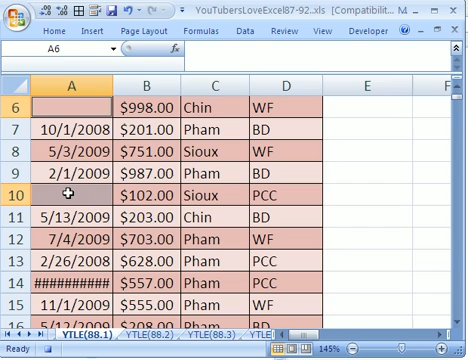 YouTubersLoveExcel87-92...xls [Compatibilit...
Home Insert Page Layout Formulas Data Review View Developer
A6 fx
A B C D E F
6 $998.00 Chin WF
7 10/1/2008 $201.00 Pham BD
8 5/3/2009 $751.00 Sioux WF
9 2/1/2009 $987.00 Pham BD
10 $102.00 Sioux PCC
11 5/13/2009 $203.00 Chin BD
12 7/4/2009 $703.00 Pham WF
13 2/26/2008 $628.00 Pham PCC
14 ########## $557.00 Pham PCC
15 11/1/2009 $555.00 Pham WF
16 5/12/2009 $208.00 Pham BD
YTLE(88.1) YTLE(88.2) YTLE(88.3) YTLE
Ready 145%